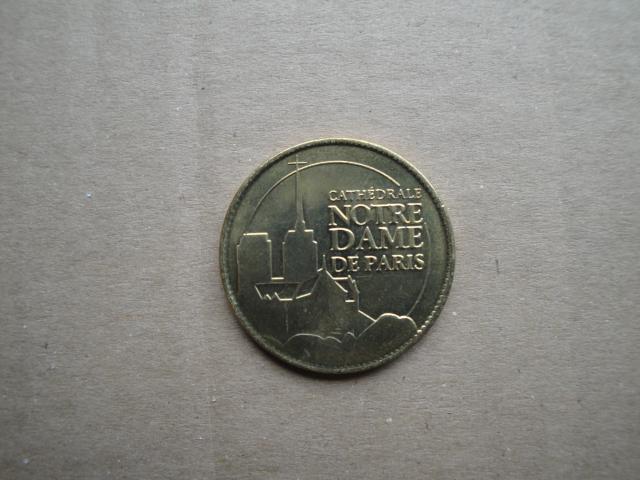 CATHÉDRALE
NOTRE
DAME
DE PARIS